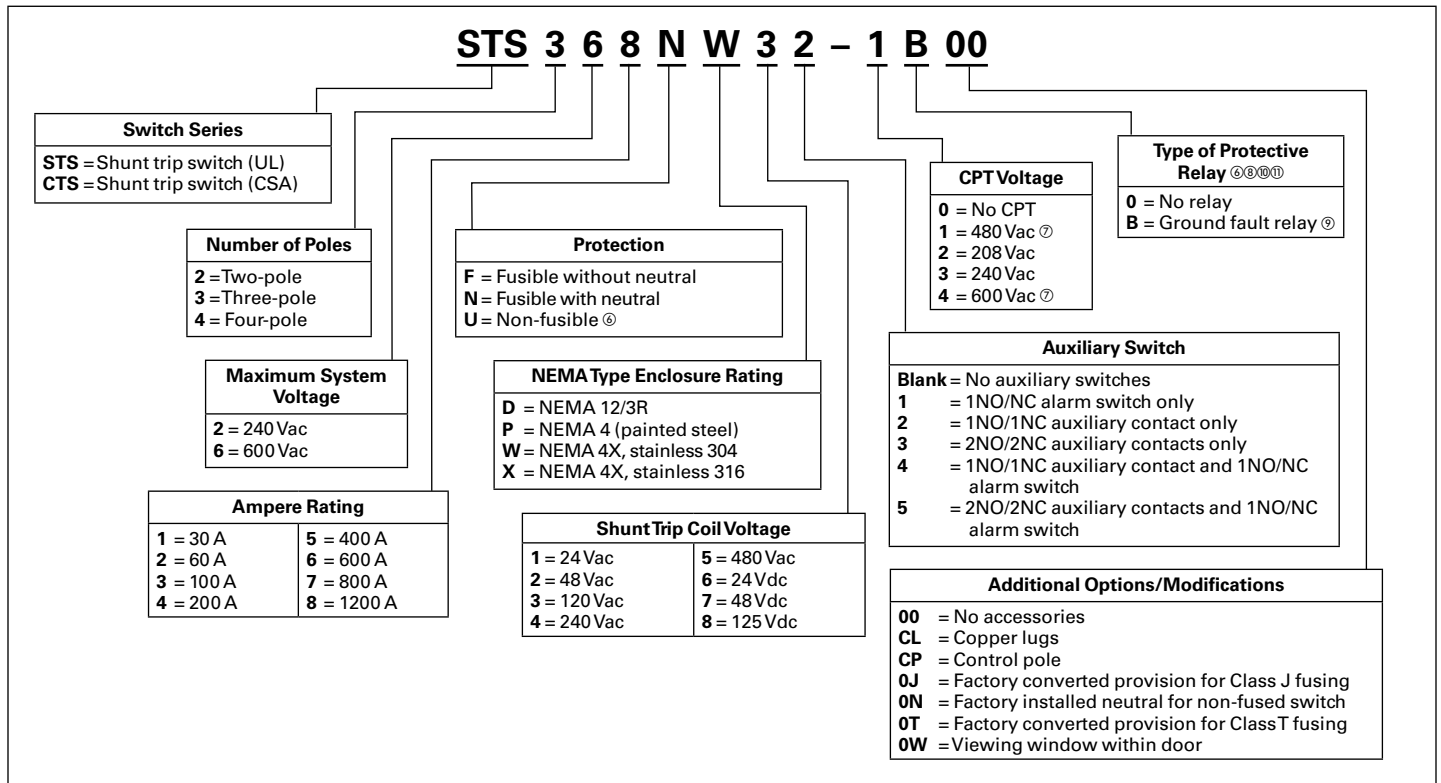 STS 3 6 8 N W 3 2 – 1 B 00
Switch Series
STS = Shunt trip switch (UL)
CTS = Shunt trip switch (CSA)
Number of Poles
2 = Two-pole
3 = Three-pole
4 = Four-pole
Maximum System
Voltage
2 = 240 Vac
6 = 600 Vac
Ampere Rating
1 = 30 A
2 = 60 A
3 = 100 A
4 = 200 A
5 = 400 A
6 = 600 A
7 = 800 A
8 = 1200 A
Protection
F = Fusible without neutral
N = Fusible with neutral
U = Non-fusible ⑥
NEMA Type Enclosure Rating
D = NEMA 12/3R
P = NEMA 4 (painted steel)
W = NEMA 4X, stainless 304
X = NEMA 4X, stainless 316
Shunt Trip Coil Voltage
1 = 24 Vac
2 = 48 Vac
3 = 120 Vac
4 = 240 Vac
5 = 480 Vac
6 = 24 Vdc
7 = 48 Vdc
8 = 125 Vdc
CPT Voltage
0 = No CPT
1 = 480 Vac ⑦
2 = 208 Vac
3 = 240 Vac
4 = 600 Vac ⑦
Type of Protective
Relay ⑥⑧⑩⑪
0 = No relay
B = Ground fault relay ⑨
Auxiliary Switch
Blank = No auxiliary switches
1 = 1NO/NC alarm switch only
2 = 1NO/1NC auxiliary contact only
3 = 2NO/2NC auxiliary contacts only
4 = 1NO/1NC auxiliary contact and 1NO/NC
alarm switch
5 = 2NO/2NC auxiliary contacts and 1NO/NC
alarm switch
Additional Options/Modifications
00 = No accessories
CL = Copper lugs
CP = Control pole
0J = Factory converted provision for Class J fusing
0N = Factory installed neutral for non-fused switch
0T = Factory converted provision for Class T fusing
0W = Viewing window within door